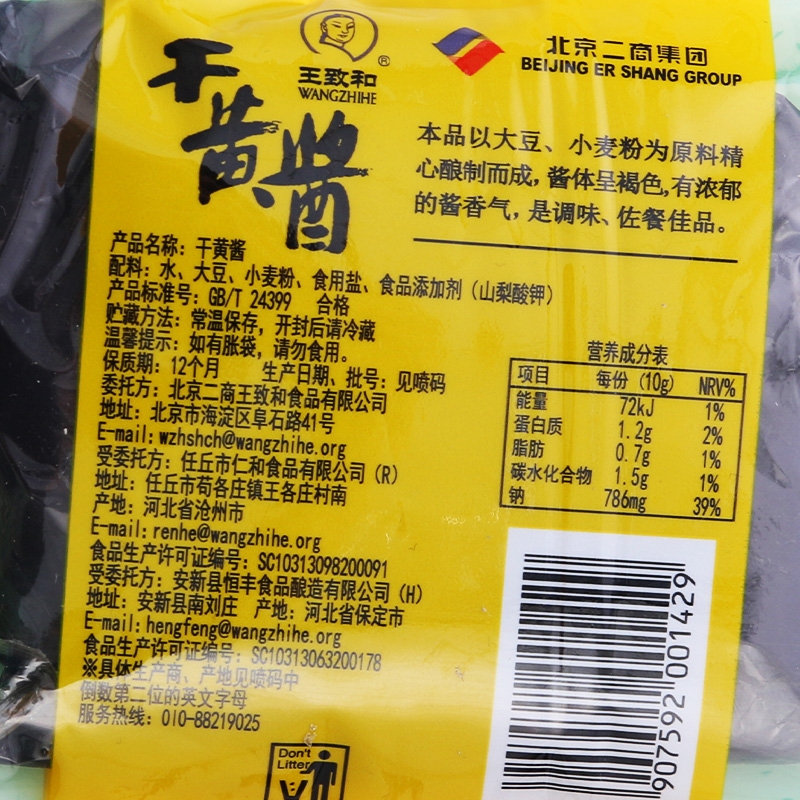 干黄酱
王致和
WANGZHIHE
®
北京二商集团
BEIJING ER SHANG GROUP
本品以大豆、小麦粉为原料精
心酿制而成，酱体呈褐色，有浓郁
的酱香气，是调味、佐餐佳品。
产品名称：干黄酱
配料：水、大豆、小麦粉、食用盐、食品添加剂（山梨酸钾）
产品标准号：GB/T 24399 合格
贮藏方法：常温保存，开封后请冷藏
温馨提示：如有胀袋，请勿食用。
保质期：12个月 生产日期、批号：见喷码
委托方：北京二商王致和食品有限公司
地址：北京市海淀区阜石路41号
E-mail:wzhshch@wangzhihe.org
受委托方：任丘市仁和食品有限公司（R）
地址：任丘市苟各庄镇王各庄村南
产地：河北省沧州市
E-mail:renhe@wangzhihe.org
食品生产许可证编号：SC10313098200091
受委托方：安新县恒丰食品酿造有限公司（H）
地址：安新县南刘庄 产地：河北省保定市
E-mail:hengfeng@wangzhihe.org
食品生产许可证编号：SC10313063200178
※具体生产商、产地见喷码中
倒数第二位的英文字母
服务热线：010-88219025
营养成分表
项目 每份（10g） NRV%
能量 72kJ 1%
蛋白质 1.2g 2%
脂肪 0.7g 1%
碳水化合物 1.5g 1%
钠 786mg 39%
907592 001429
Don't
Litter